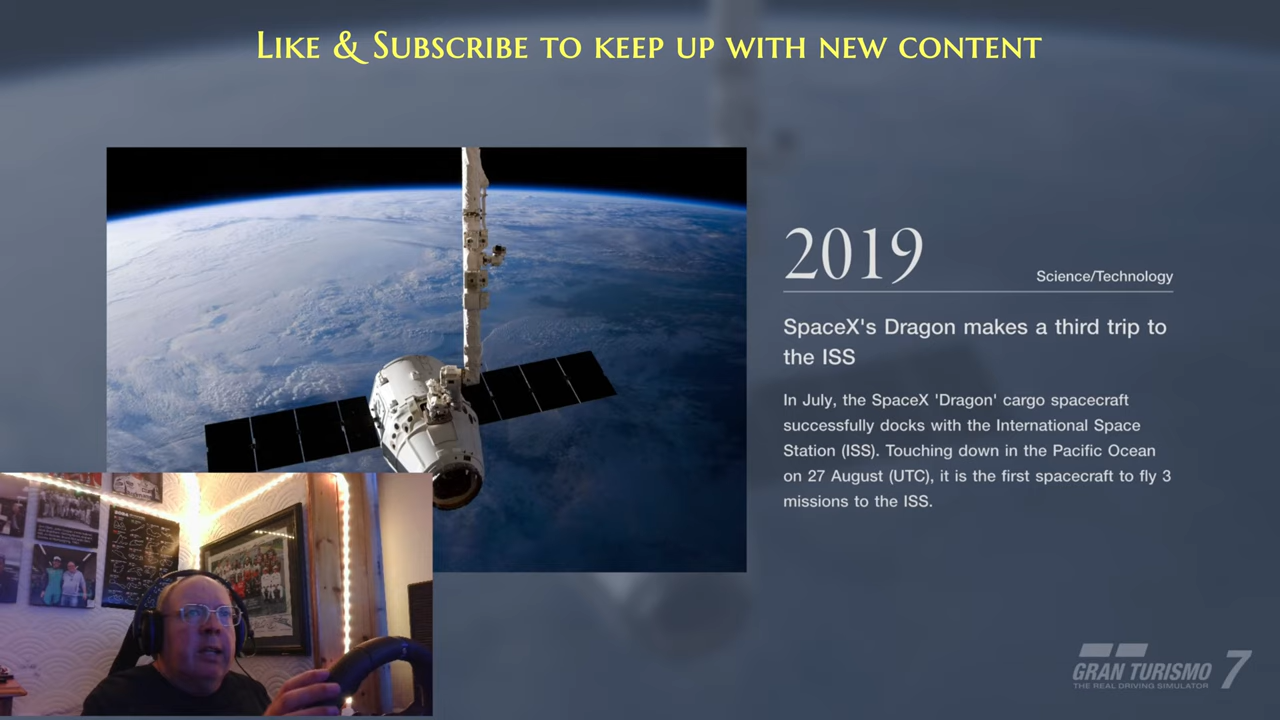 LIKE & SUBSCRIBE TO KEEP UP WITH NEW CONTENT
2019
Science/Technology
SpaceX's Dragon makes a third trip to
the ISS
In July, the SpaceX 'Dragon' cargo spacecraft
successfully docks with the International Space
Station (ISS). Touching down in the Pacific Ocean
on 27 August (UTC), it is the first spacecraft to fly 3
missions to the ISS.
GRAN TURISMO 7
THE REAL DRIVING SIMULATOR